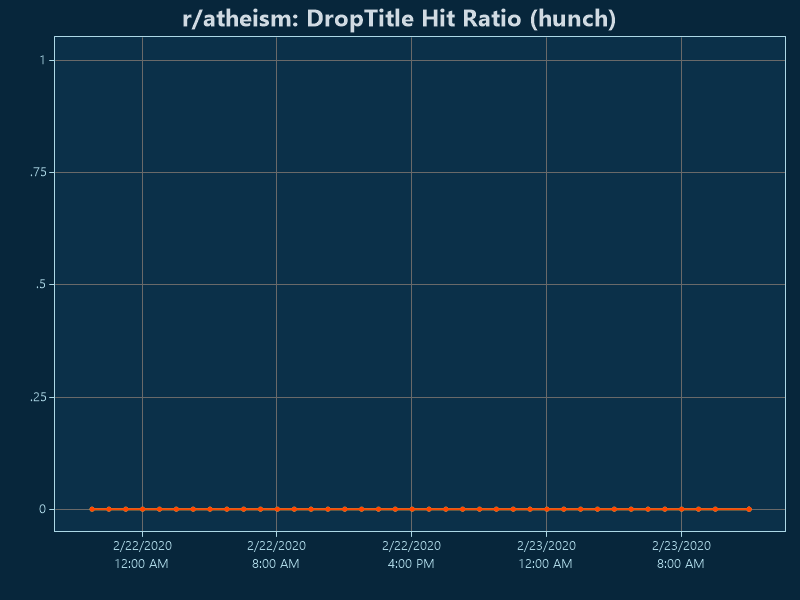 r/atheism: DropTitle Hit Ratio (hunch)
1
.75
.5
.25
0
2/22/2020 2/22/2020 2/22/2020 2/23/2020 2/23/2020
12:00 AM 8:00 AM 4:00 PM 12:00 AM 8:00 AM